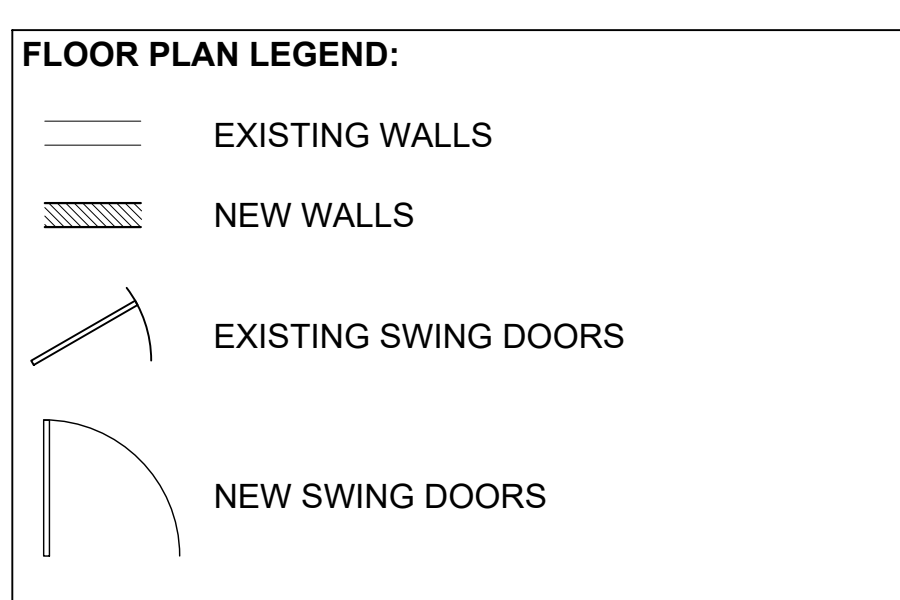 FLOOR PLAN LEGEND:
EXISTING WALLS
NEW WALLS
EXISTING SWING DOORS
NEW SWING DOORS